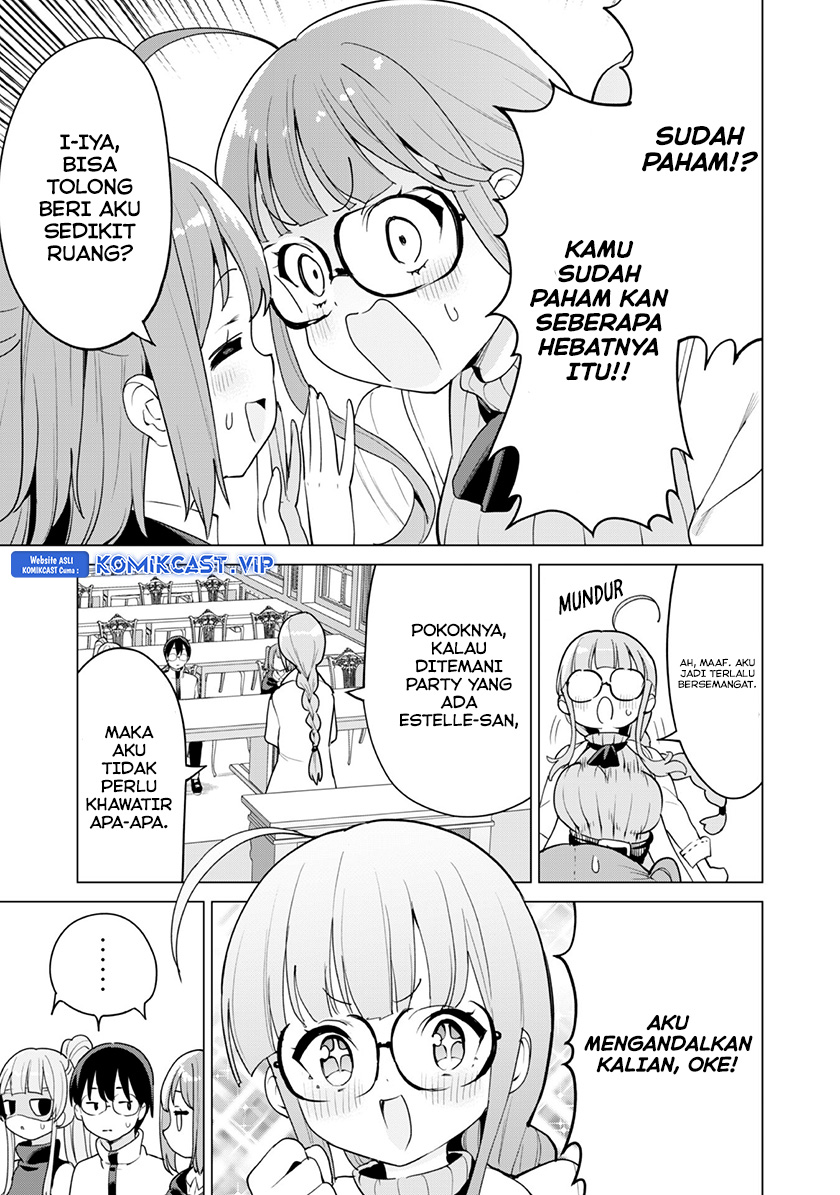 SUDAH
PAHAM!?
KAMU
SUDAH
PAHAM KAN
SEBERAPA
HEBATNYA
ITU!!
I-IYA,
BISA
TOLONG
BERI AKU
SEDIKIT
RUANG?
Website ASLI
KOMIKCAST Cuma :
KOMIKCAST.VIP
MUNDUR
AH, MAAF. AKU
JADI TERLALU
BERSEMANGAT.
POKOKNYA,
KALAU
DITEMANI
PARTY YANG
ADA
ESTELLE-SAN,
MAKA
AKU
TIDAK
PERLU
KHAWATIR
APA-APA.
AKU
MENGANDALKAN
KALIAN, OKE!
......